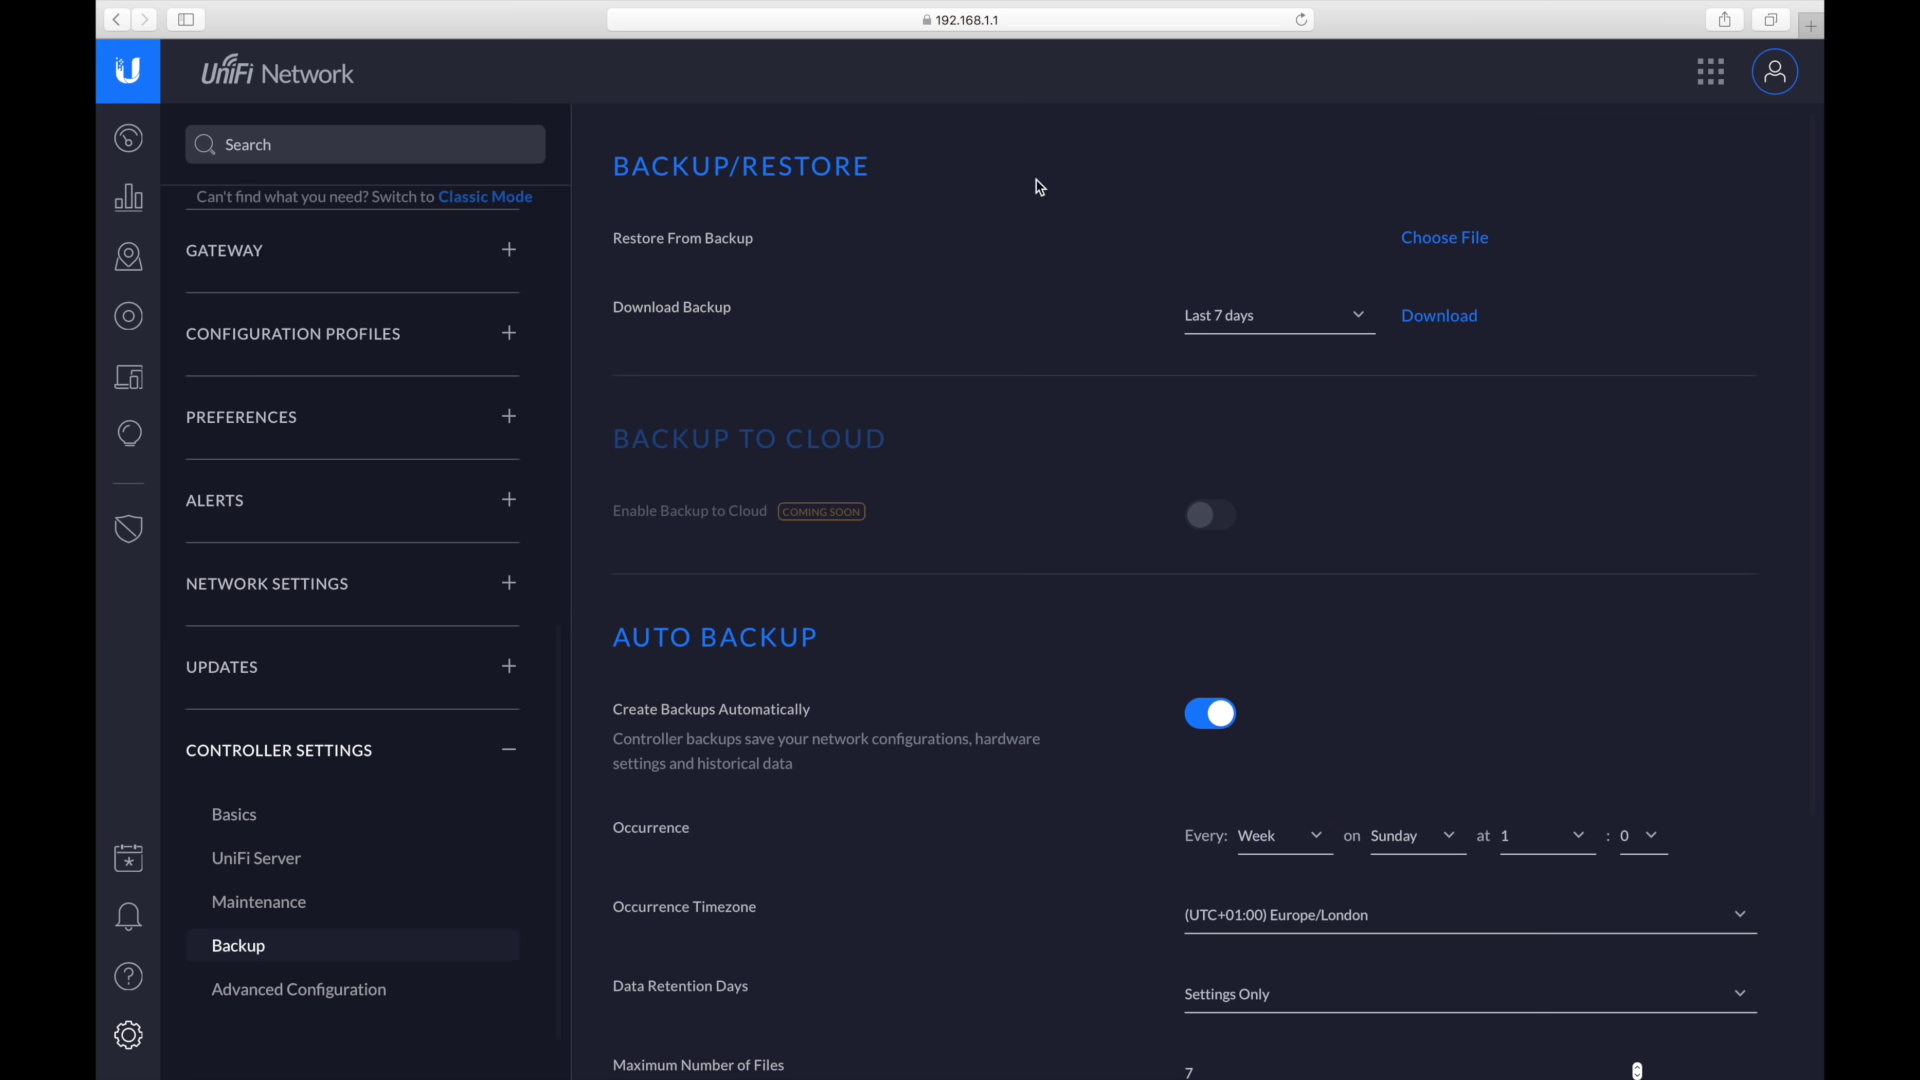 192.168.1.1
UniFi Network
Search
Can't find what you need? Switch to Classic Mode
GATEWAY
CONFIGURATION PROFILES
PREFERENCES
ALERTS
NETWORK SETTINGS
UPDATES
CONTROLLER SETTINGS
Basics
UniFi Server
Maintenance
Backup
Advanced Configuration
BACKUP/RESTORE
Restore From Backup
Choose File
Download Backup
Last 7 days
Download
BACKUP TO CLOUD
Enable Backup to Cloud COMING SOON
AUTO BACKUP
Create Backups Automatically
Controller backups save your network configurations, hardware
settings and historical data
Occurrence
Every: Week on Sunday at 1 : 0
Occurrence Timezone
(UTC+01:00) Europe/London
Data Retention Days
Settings Only
Maximum Number of Files
7